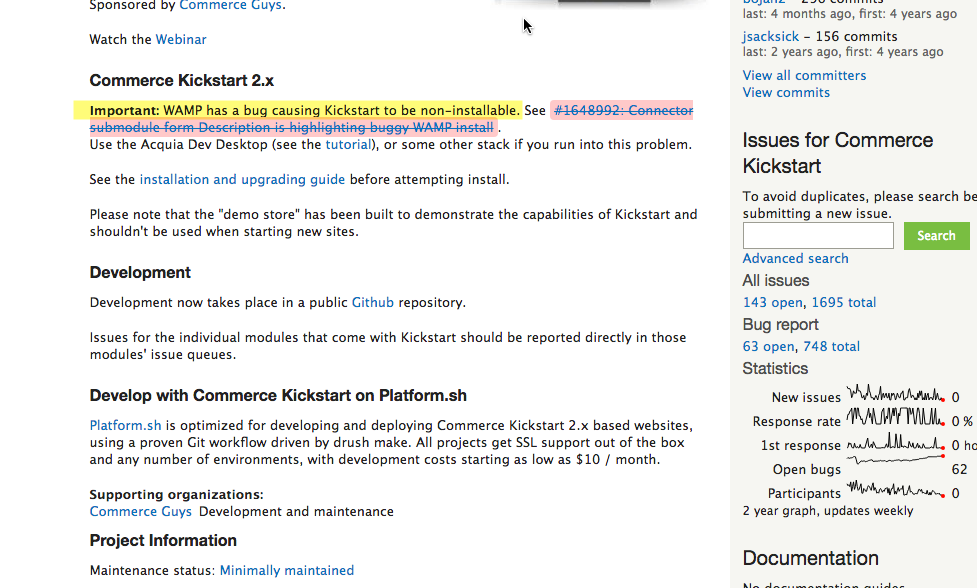 Sponsored by Commerce Guys.
Watch the Webinar
Commerce Kickstart 2.x
Important: WAMP has a bug causing Kickstart to be non-installable. See #1648992: Connector
submodule form Description is highlighting buggy WAMP install .
Use the Acquia Dev Desktop (see the tutorial), or some other stack if you run into this problem.
See the installation and upgrading guide before attempting install.
Please note that the "demo store" has been built to demonstrate the capabilities of Kickstart and
shouldn't be used when starting new sites.
Development
Development now takes place in a public Github repository.
Issues for the individual modules that come with Kickstart should be reported directly in those
modules' issue queues.
Develop with Commerce Kickstart on Platform.sh
Platform.sh is optimized for developing and deploying Commerce Kickstart 2.x based websites,
using a proven Git workflow driven by drush make. All projects get SSL support out of the box
and any number of environments, with development costs starting as low as $10 / month.
Supporting organizations:
Commerce Guys Development and maintenance
Project Information
Maintenance status: Minimally maintained
last: 4 months ago, first: 4 years ago
jsacksick – 156 commits
last: 2 years ago, first: 4 years ago
View all committers
View commits
Issues for Commerce
Kickstart
To avoid duplicates, please search be
submitting a new issue.
Search
Advanced search
All issues
143 open, 1695 total
Bug report
63 open, 748 total
Statistics
New issues 0
Response rate 0 %
1st response 0 ho
Open bugs 62
Participants 0
2 year graph, updates weekly
Documentation
No documentation guides